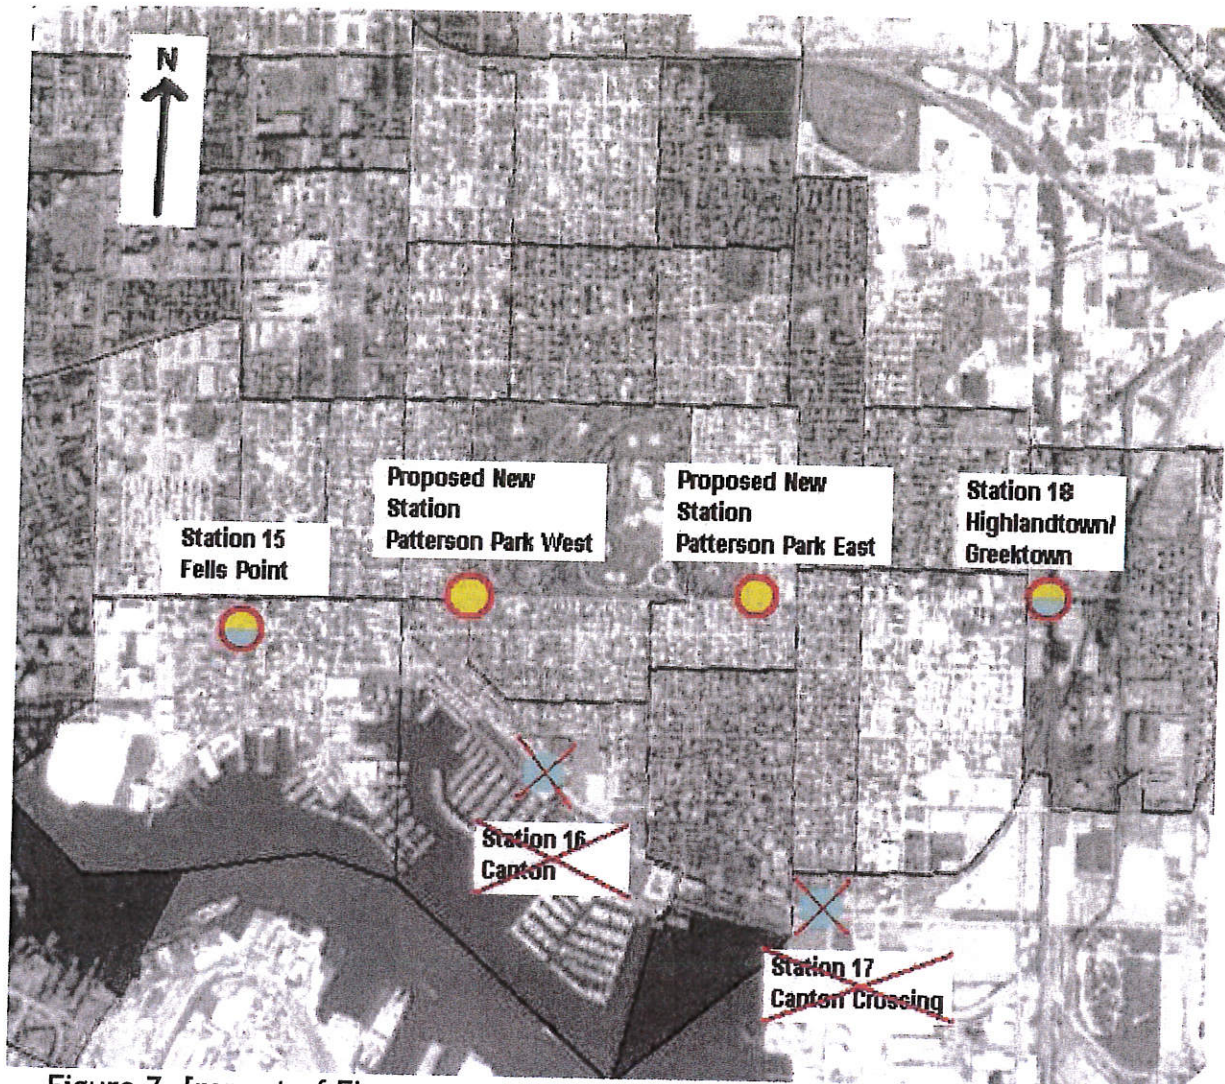 N
Proposed New
Station
Patterson Park West
Proposed New
Station
Patterson Park East
Station 18
Highlandtown/
Greektown
Station 15
Fells Point
Station 16
Canton
Station 17
Canton Crossing
Figure 7.
of